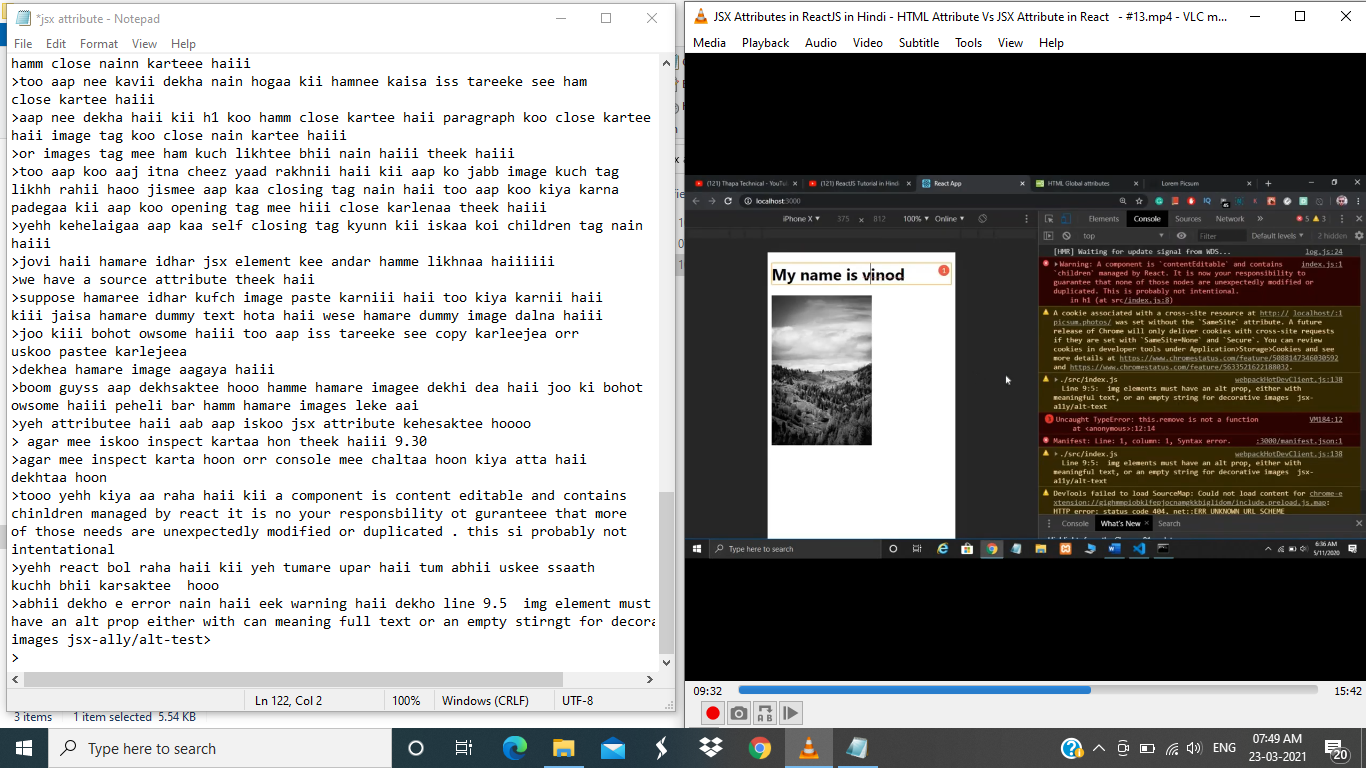 *jsx attribute - Notepad
File Edit Format View Help
hamm close nainn karteee haiii
>too aap nee kavii dekha nain hogaa kii hamnee kaisa iss tareeke see ham
close kartee haiii
>aap nee dekha haii kii h1 koo hamm close kartee haii paragraph koo close kartee
haii image tag koo close nain kartee haiii
>or images tag mee ham kuch likhtee bhii nain haiii theek haiii
>too aap koo aaj itna cheez yaad rakhnii haii kii aap ko jabb image kuch tag
likhh rahii haoo jismee aap kaa closing tag nain haii too aap koo kiya karna
padegaa kii aap koo opening tag mee hiii close karlenaa theek haiii
>yehh kehelaigaa aap kaa self closing tag kyunn kii iskaa koi children tag nain
haiii
>jovi haiii hamare idhar jsx element kee andar hamme likhnaa haiiiiii
>we have a source attribute theek haii
>suppose hamaree idhar kufch image paste karniii haii too kiya karnii haii
kiii jaisa hamare dummy text hota haii wese hamare dummy image dalna haiii
>joo kiii bohot owsome haiii too aap iss tareeke see copy karleejea orr
uskoo pastee karlejeea
>dekhea hamare image aagaya haiii
>boom guyss aap dekhsaktee hooo hamme hamare imagee dekhi dea haii joo ki bohot
owsome haiii peheli bar hamm hamare images leke aai
>yeh attributee haii aab aap iskoo jsx attribute kehesaktee hoooo
> agar mee iskoo inspect kartaa hon theek haiii 9.30
>agar mee inspect karta hoon orr console mee chaltaa hoon kiya atta haii
dekhtaa hoon
>tooo yehh kiya aa raha haii kii a component is content editable and contains
chinldren managed by react it is no your responsibility ot guranteee that more
of those needs are unexpectedly modified or duplicated . this si probably not
intentational
>yehh react bol raha haii kii yeh tumare upar haii tum abhii uskee ssaath
kuchh bhii karsaktee  hooo
>abhii dekho e error nain haii eek warning haii dekho line 9.5  img element must
have an alt prop either with can meaning full text or an empty stirngt for decora
images jsx-ally/alt-test>
>
Ln 122, Col 2 100% Windows (CRLF) UTF-8
3 items 1 item selected 5.54 KB
JSX Attributes in ReactJS in Hindi - HTML Attribute Vs JSX Attribute in React - #13.mp4 - VLC m...
Media Playback Audio Video Subtitle Tools View Help
(121) Thapa Technical - YouTu (121) ReactJS Tutorial in Hindi React App HTML Global attributes Lorem Picsum
localhost:3000
iPhone X 375 x 812 100% Online
Elements Console Sources Network 5 3
top Filter Default levels 2 hidden
My name is vinod
1
[HMR] Waiting for update signal from WDS... log.js:24
Warning: A component is `contentEditable` and contains index.js:1
`children` managed by React. It is now your responsibility to
guarantee that none of those nodes are unexpectedly modified or
duplicated. This is probably not intentional.
in h1 (at src/index.js:8)
A cookie associated with a cross-site resource at http:// localhost/:1
picsum.photos/ was set without the `SameSite` attribute. A future
release of Chrome will only deliver cookies with cross-site requests
if they are set with `SameSite=None` and `Secure`. You can review
cookies in developer tools under Application>Storage>Cookies and see
more details at https://www.chromestatus.com/feature/5088147346030592
and https://www.chromestatus.com/feature/5633521622188032.
./src/index.js webpackHotDevClient.js:138
Line 9:5: img elements must have an alt prop, either with
meaningful text, or an empty string for decorative images jsx-
a11y/alt-text
Uncaught TypeError: this.remove is not a function VM184:12
at <anonymous>:12:14
Manifest: Line: 1, column: 1, Syntax error. :3000/manifest.json:1
./src/index.js webpackHotDevClient.js:138
Line 9:5: img elements must have an alt prop, either with
meaningful text, or an empty string for decorative images jsx-
a11y/alt-text
DevTools failed to load SourceMap: Could not load content for chrome-e
HTTP error: status code 404, net::ERR_UNKNOWN_URL_SCHEME
Console What's New Search
Type here to search
6:36 AM
5/11/2020
09:32 15:42
Type here to search
ENG
07:49 AM
23-03-2021
20